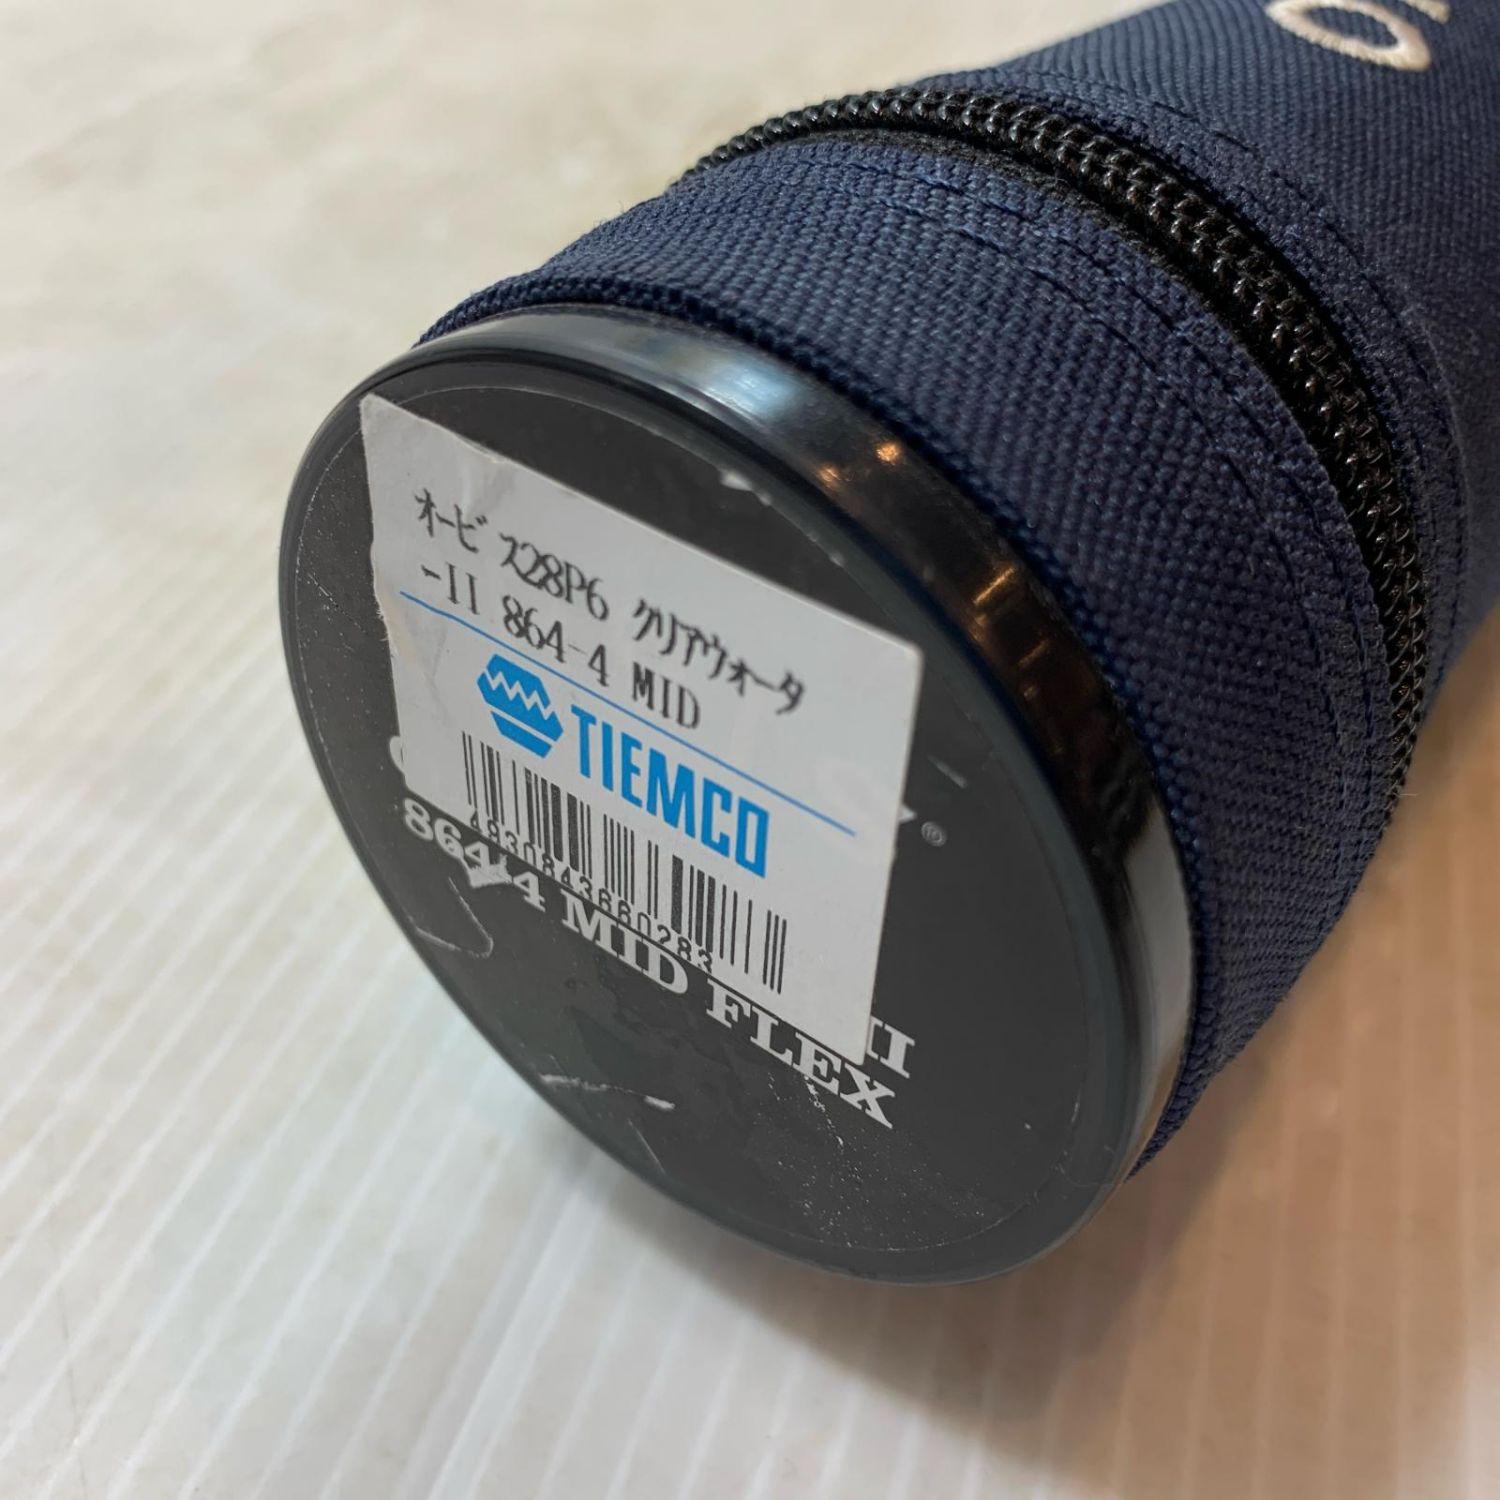 オービス28P6 クリアウォータ
-II 864-4 MID
TIEMCO
®
4930843660283
II
864-4 MID FLEX